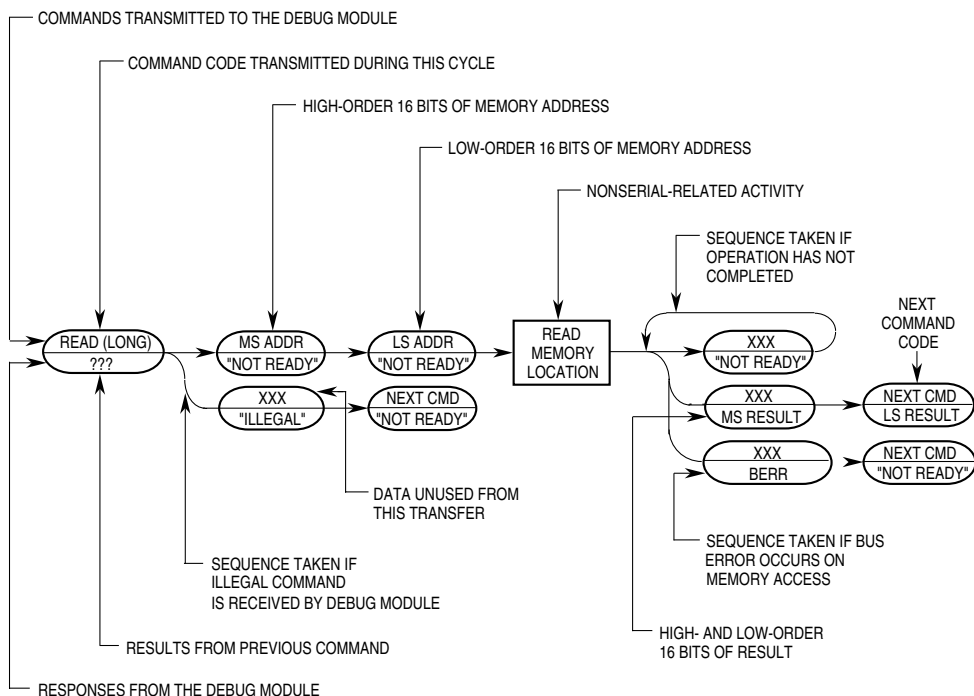 COMMANDS TRANSMITTED TO THE DEBUG MODULE
COMMAND CODE TRANSMITTED DURING THIS CYCLE
HIGH-ORDER 16 BITS OF MEMORY ADDRESS
LOW-ORDER 16 BITS OF MEMORY ADDRESS
NONSERIAL-RELATED ACTIVITY
SEQUENCE TAKEN IF
OPERATION HAS NOT
COMPLETED
NEXT
COMMAND
CODE
READ (LONG)
???
MS ADDR
"NOT READY"
LS ADDR
"NOT READY"
READ
MEMORY
LOCATION
XXX
"NOT READY"
XXX
"ILLEGAL"
NEXT CMD
"NOT READY"
XXX
MS RESULT
NEXT CMD
LS RESULT
XXX
BERR
NEXT CMD
"NOT READY"
DATA UNUSED FROM
THIS TRANSFER
SEQUENCE TAKEN IF
ILLEGAL COMMAND
IS RECEIVED BY DEBUG MODULE
SEQUENCE TAKEN IF BUS
ERROR OCCURS ON
MEMORY ACCESS
RESULTS FROM PREVIOUS COMMAND
HIGH- AND LOW-ORDER
16 BITS OF RESULT
RESPONSES FROM THE DEBUG MODULE